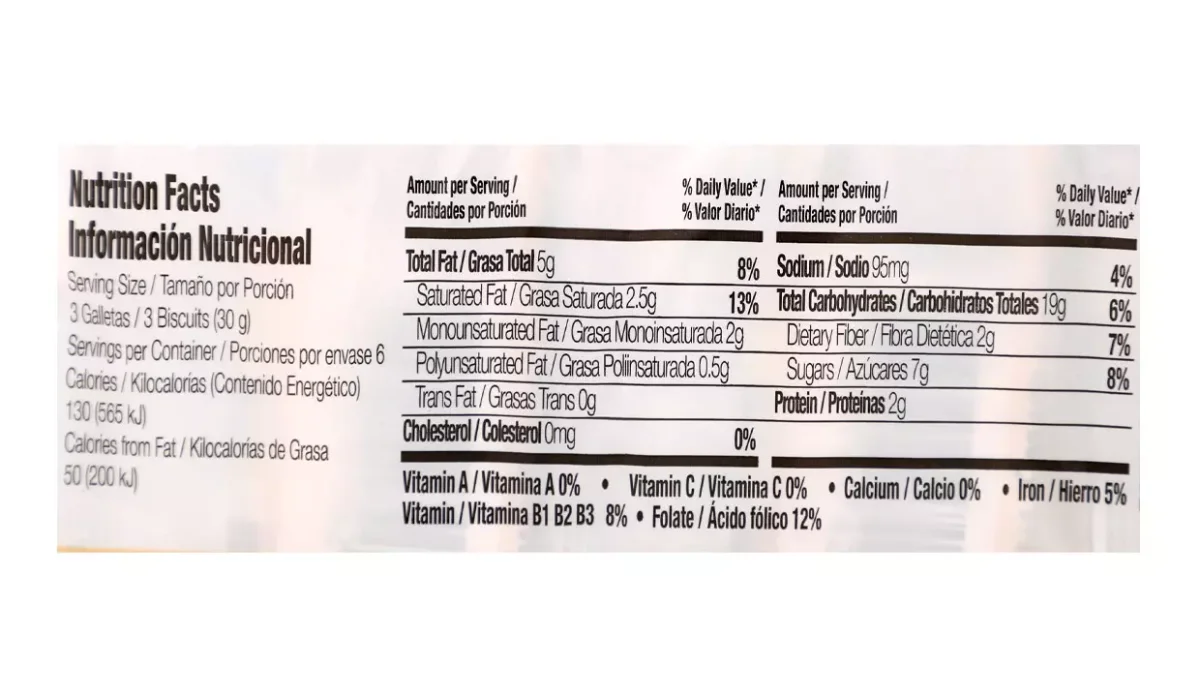 Nutrition Facts
Información Nutricional
Serving Size / Tamaño por Porción
3 Galletas / 3 Biscuits (30 g)
Servings per Container / Porciones por envase 6
Calories / Kilocalorías (Contenido Energético)
130 (565 kJ)
Calories from Fat / Kilocalorías de Grasa
50 (200 kJ)
Amount per Serving / % Daily Value* /
Cantidades por Porción % Valor Diario*
Total Fat / Grasa Total 5g 8%
Saturated Fat / Grasa Saturada 2.5g 13%
Monounsaturated Fat / Grasa Monoinsaturada 2g
Polyunsaturated Fat / Grasa Poliinsaturada 0.5g
Trans Fat / Grasas Trans 0g
Cholesterol / Colesterol 0mg 0%
Amount per Serving / % Daily Value* /
Cantidades por Porción % Valor Diario*
Sodium / Sodio 95mg 4%
Total Carbohydrates / Carbohidratos Totales 19g 6%
Dietary Fiber / Fibra Dietética 2g 7%
Sugars / Azúcares 7g 8%
Protein / Proteínas 2g
Vitamin A / Vitamina A 0% • Vitamin C / Vitamina C 0% • Calcium / Calcio 0% • Iron / Hierro 5%
Vitamin / Vitamina B1 B2 B3 8% • Folate / Ácido fólico 12%